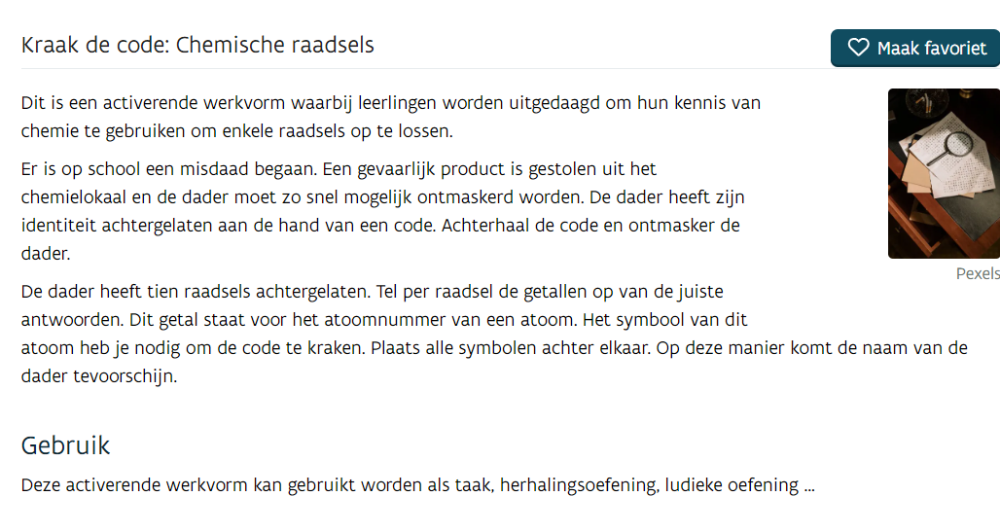 Kraak de code: Chemische raadsels
Maak favoriet
Dit is een activerende werkvorm waarbij leerlingen worden uitgedaagd om hun kennis van
chemie te gebruiken om enkele raadsels op te lossen.
Er is op school een misdaad begaan. Een gevaarlijk product is gestolen uit het
chemielokaal en de dader moet zo snel mogelijk ontmaskerd worden. De dader heeft zijn
identiteit achtergelaten aan de hand van een code. Achterhaal de code en ontmasker de
dader.
Pexels
De dader heeft tien raadsels achtergelaten. Tel per raadsel de getallen op van de juiste
antwoorden. Dit getal staat voor het atoomnummer van een atoom. Het symbool van dit
atoom heb je nodig om de code te kraken. Plaats alle symbolen achter elkaar. Op deze manier komt de naam van de
dader tevoorschijn.
Gebruik
Deze activerende werkvorm kan gebruikt worden als taak, herhalingsoefening, ludieke oefening ...